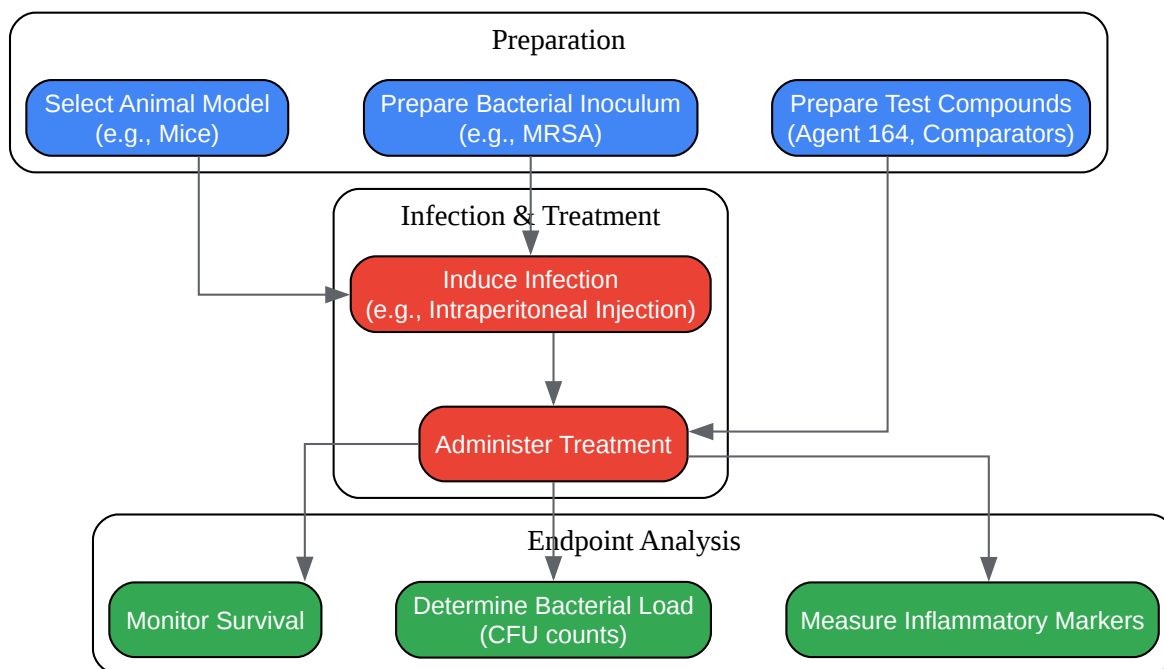 Preparation
Select Animal Model
(e.g., Mice)
Prepare Bacterial Inoculum
(e.g., MRSA)
Prepare Test Compounds
(Agent 164, Comparators)
Infection & Treatment
Induce Infection
(e.g., Intraperitoneal Injection)
Administer Treatment
Endpoint Analysis
Monitor Survival
Determine Bacterial Load
(CFU counts)
Measure Inflammatory Markers